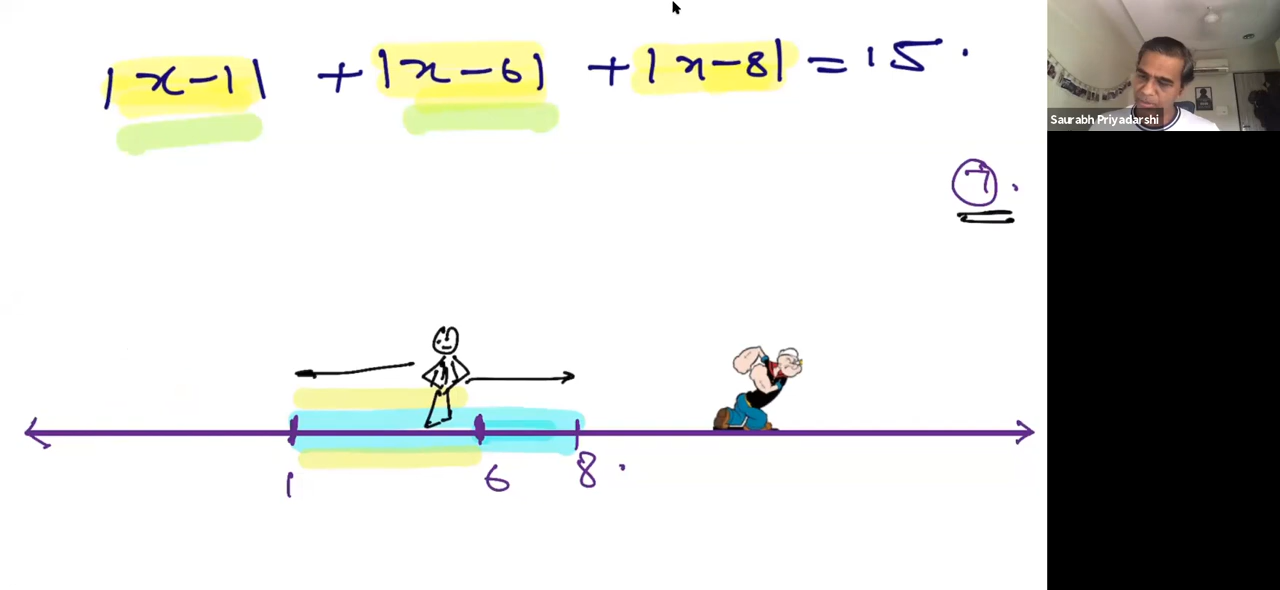 |x-1| + |x-6| + |x-8| = 15.
Saurabh Priyadarshi
7.
1 6 8.